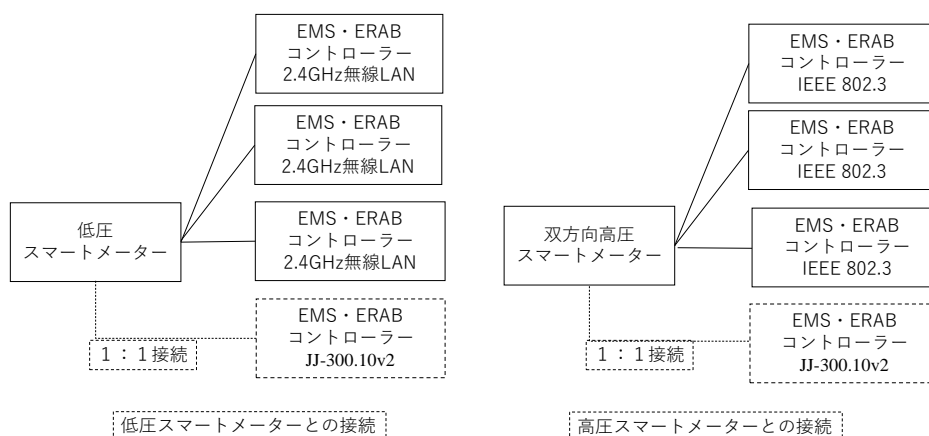 EMS・ERAB
コントローラー
2.4GHz無線LAN
EMS・ERAB
コントローラー
2.4GHz無線LAN
低圧
スマートメーター
EMS・ERAB
コントローラー
2.4GHz無線LAN
EMS・ERAB
コントローラー
JJ-300.10v2
1：1接続
低圧スマートメーターとの接続
EMS・ERAB
コントローラー
IEEE 802.3
EMS・ERAB
コントローラー
IEEE 802.3
双方向高圧
スマートメーター
EMS・ERAB
コントローラー
IEEE 802.3
EMS・ERAB
コントローラー
JJ-300.10v2
1：1接続
高圧スマートメーターとの接続